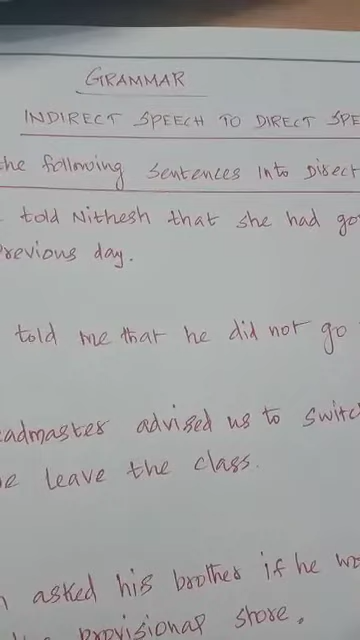 GRAMMAR
INDIRECT SPEECH TO DIRECT SPE
the following sentences into Direct
told Nithesh that she had go
Previous day.
told me that he did not go
admaster advised us to switc
leave the class.
asked his brother if he wo
provisionap store.